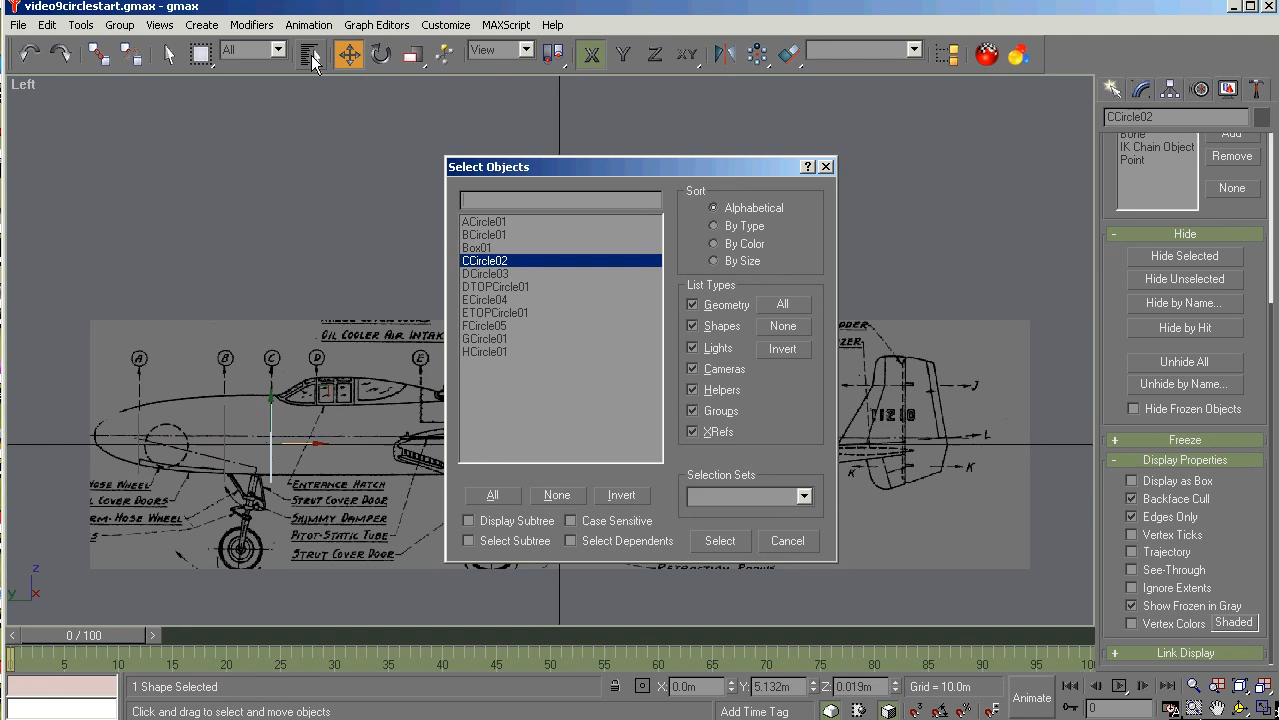 video9circlestart.gmax - gmax
File Edit Tools Group Views Create Modifiers Animation Graph Editors Customize MAXScript Help
All View X Y Z XY
Left
CCircle02
Bone
IK Chain Object
Point
Add
Remove
None
- Hide
Hide Selected
Hide Unselected
Hide by Name...
Hide by Hit
Unhide All
Unhide by Name...
Hide Frozen Objects
+ Freeze
- Display Properties
Display as Box
Backface Cull
Edges Only
Vertex Ticks
Trajectory
See-Through
Ignore Extents
Show Frozen in Gray
Vertex Colors Shaded
+ Link Display
Select Objects
ACircle01
BCircle01
Box01
CCircle02
DCircle03
DTOPCircle01
ECircle04
ETOPCircle01
FCircle05
GCircle01
HCircle01
All None Invert
Display Subtree Case Sensitive
Select Subtree Select Dependents
Sort
Alphabetical
By Type
By Color
By Size
List Types
Geometry All
Shapes None
Lights Invert
Cameras
Helpers
Groups
XRefs
Selection Sets
Select Cancel
OIL COOLER AIR INTAK
A B C D E
11210
J
L
K K
ENTRANCE HATCH
STRUT COVER DOOR
SHIMMY DAMPER
PITOT-STATIC TUBE
STRUT COVER DOOR
HOSE WHEEL
L COVER DOORS
RM-HOSE WHEEL
z
y x
< 0 / 100 >
5 10 15 20 25 30 35 40 45 50 55 60 65 70 75 80 85 90 95 10
1 Shape Selected
X: 0.0m Y: 5.132m Z: 0.019m Grid = 10.0m
Click and drag to select and move objects
Add Time Tag
Animate
0